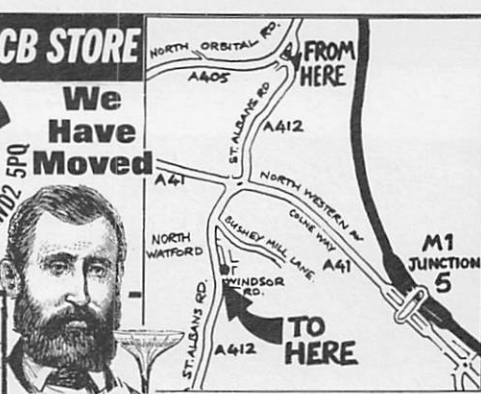 CB STORE
We
Have
Moved
WD2 5PQ
NORTH ORBITAL RD.
A405
FROM
HERE
ST. ALBANS RD
A412
A41
NORTH WESTERN AV
COLNE WAY
A41
NORTH
WATFORD
BUSHEY MILL LANE.
M1
JUNCTION
5
WINDSOR
RD.
ST. ALBANS RD.
A412
TO
HERE